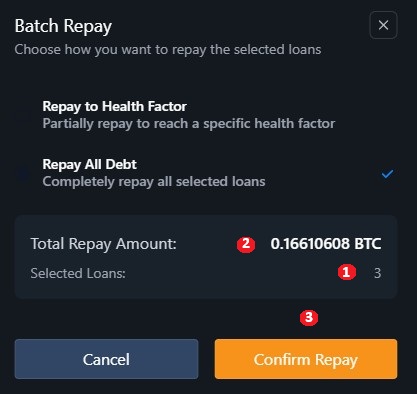 Batch Repay
Choose how you want to repay the selected loans
Repay to Health Factor
Partially repay to reach a specific health factor
Repay All Debt
Completely repay all selected loans
Total Repay Amount: 2 0.16610608 BTC
Selected Loans: 1 3
3
Cancel Confirm Repay